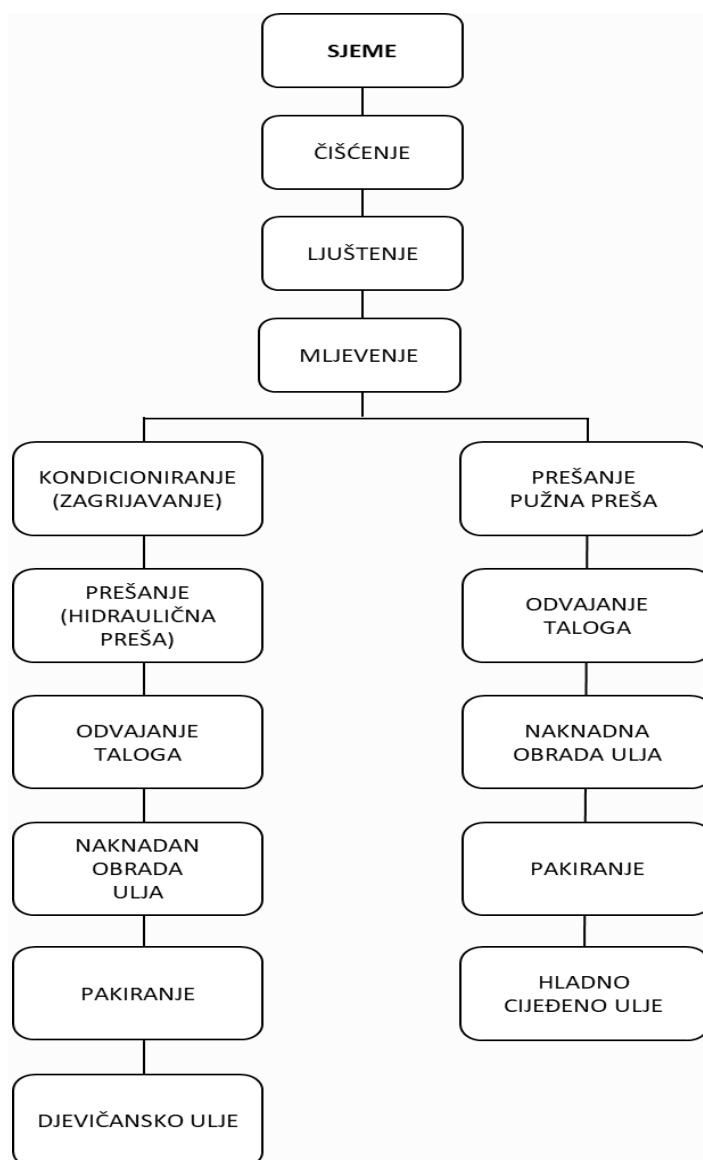 SJEME
ČIŠĆENJE
LJUŠTENJE
MLJEVENJE
KONDICIONIRANJE
(ZAGRIJAVANJE)
PREŠANJE
(HIDRAULIČNA
PREŠA)
ODVAJANJE
TALOGA
NAKNADAN
OBRADA
ULJA
PAKIRANJE
DJEVIČANSKO ULJE
PREŠANJE
PUŽNA PREŠA
ODVAJANJE
TALOGA
NAKNADNA
OBRADA ULJA
PAKIRANJE
HLADNO
CIJEĐENO ULJE